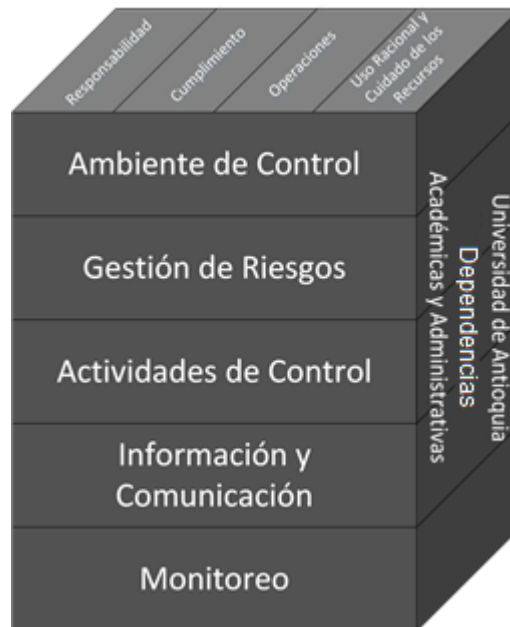 Responsabilidad
Cumplimiento
Operaciones
Uso Racional y
Cuidado de los
Recursos
Ambiente de Control
Gestión de Riesgos
Actividades de Control
Información y
Comunicación
Monitoreo
Académicas y Administrativas
Dependencias
Universidad de Antioquia